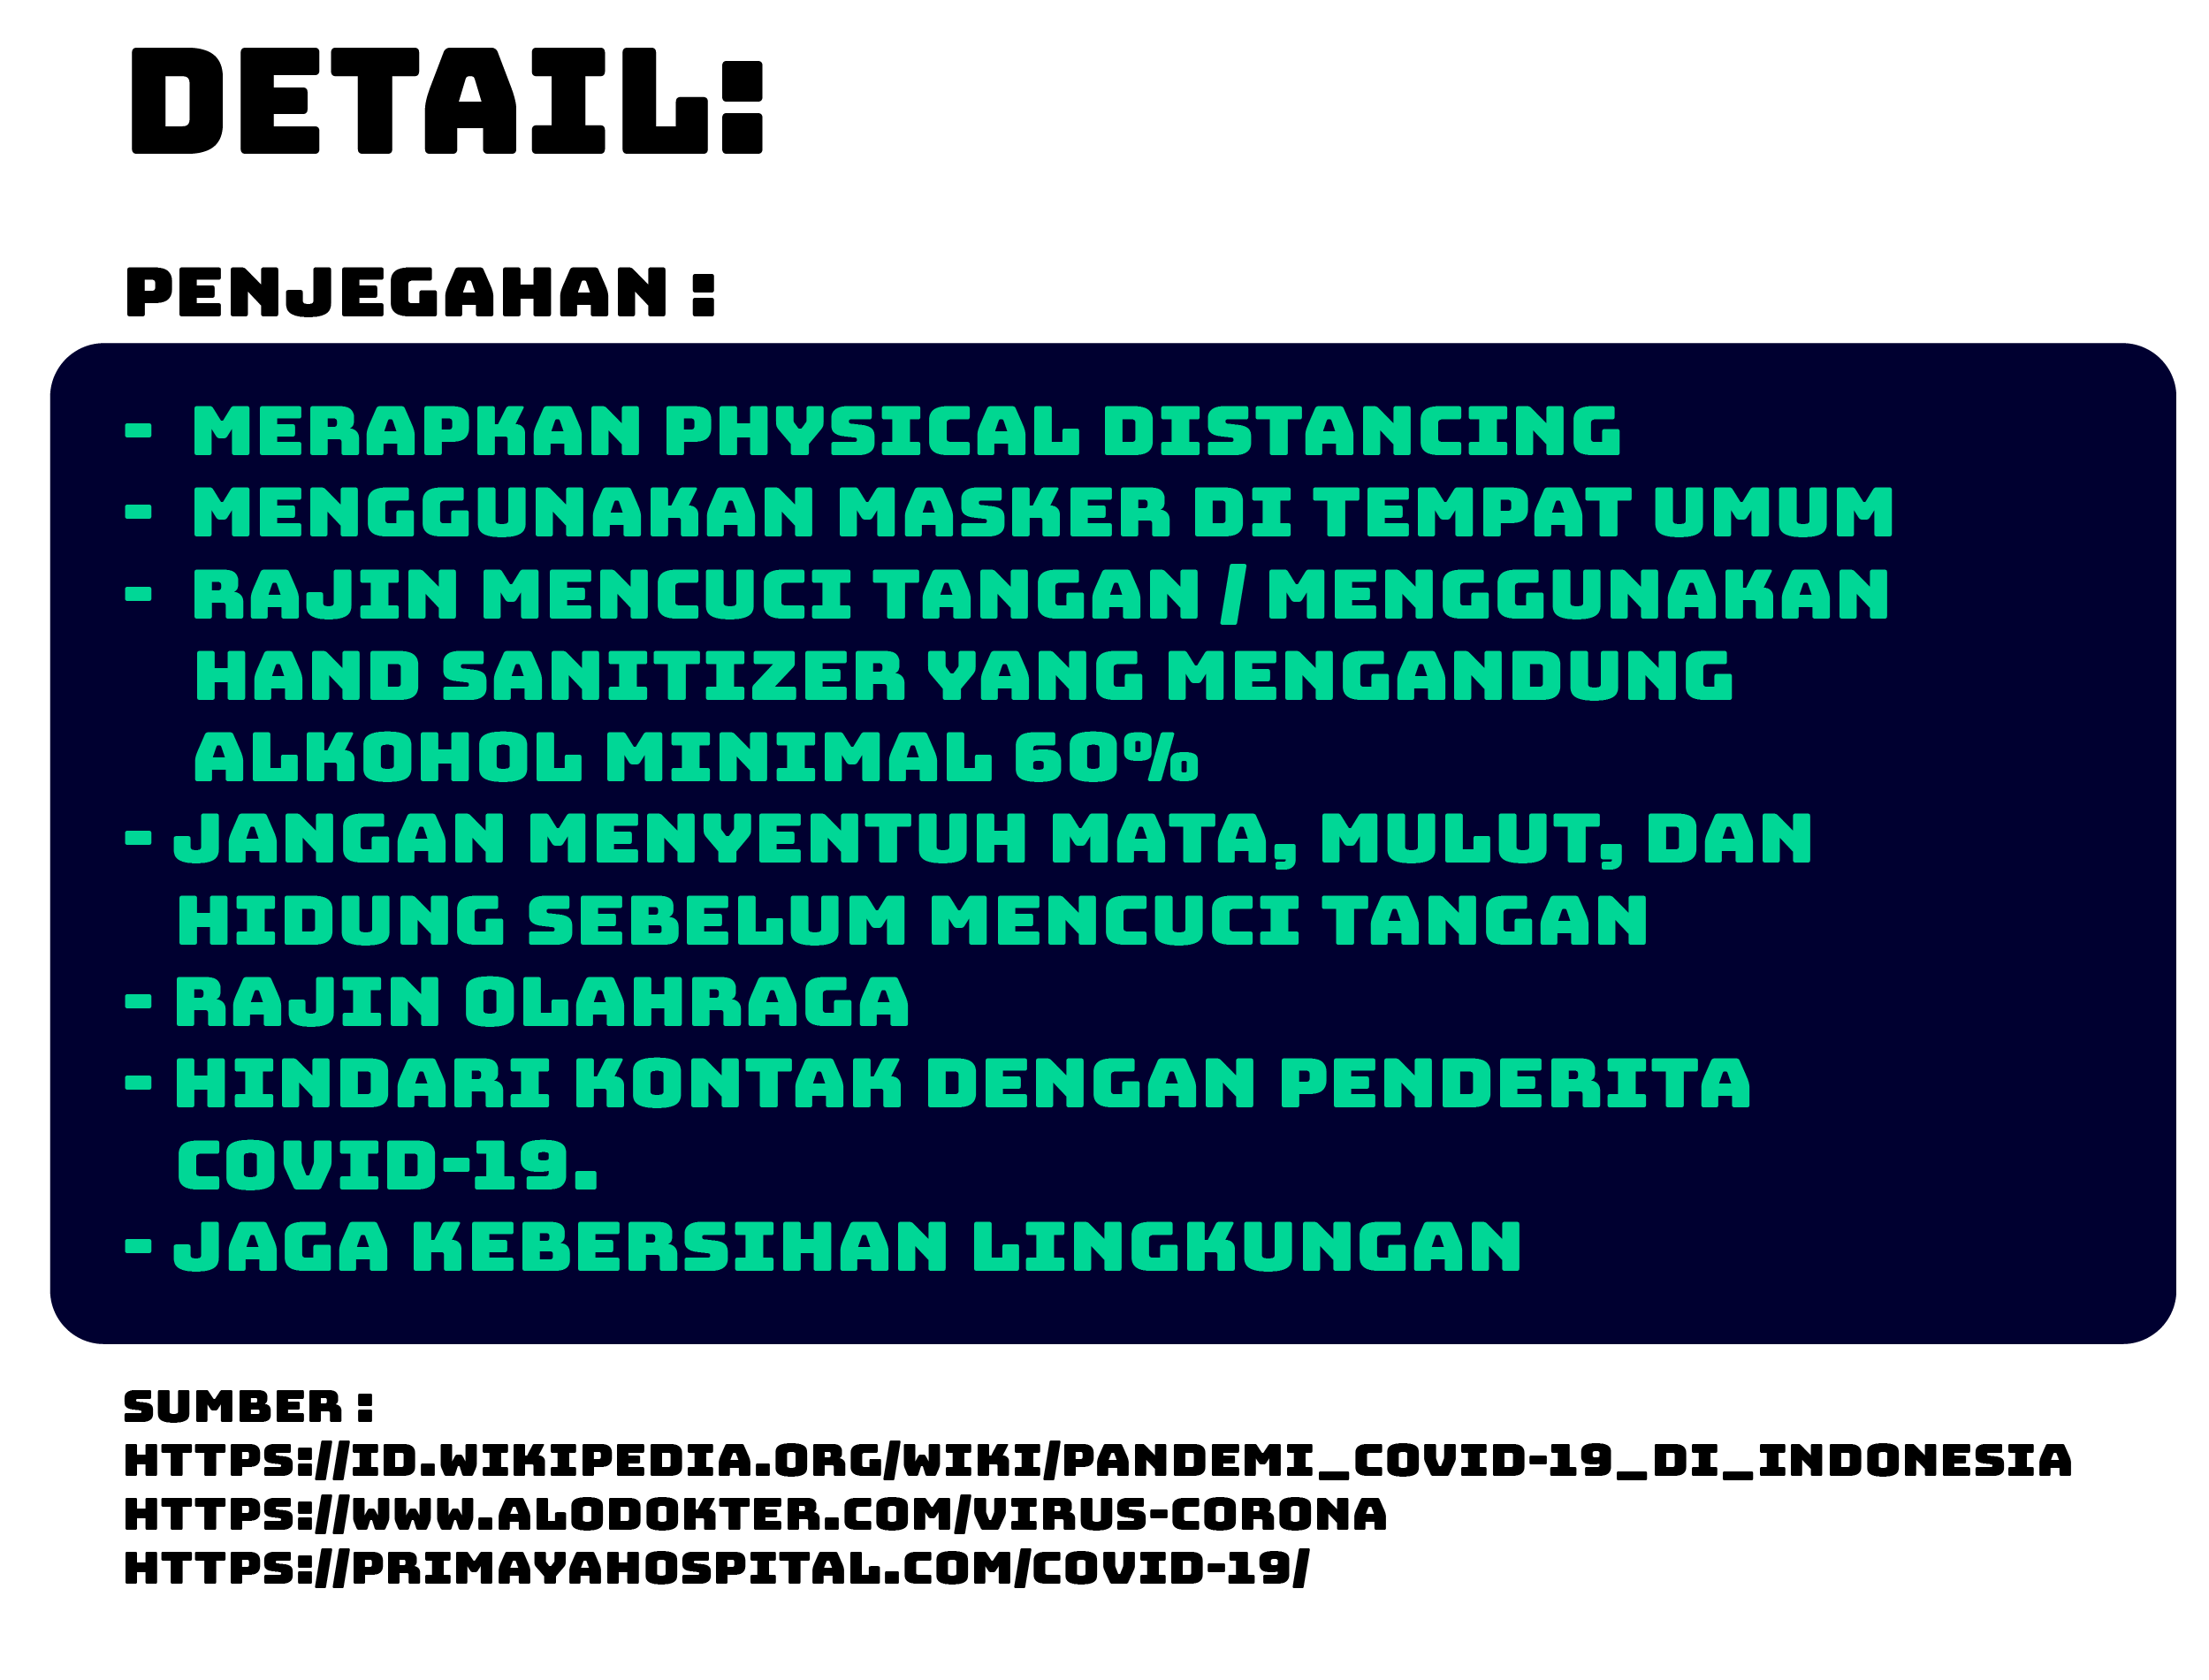 DETAIL:
PENJEGAHAN :
- MERAPKAN PHYSICAL DISTANCING
- MENGGUNAKAN MASKER DI TEMPAT UMUM
- RAJIN MENCUCI TANGAN / MENGGUNAKAN
HAND SANITIZER YANG MENGANDUNG
ALKOHOL MINIMAL 60%
- JANGAN MENYENTUH MATA, MULUT, DAN
HIDUNG SEBELUM MENCUCI TANGAN
- RAJIN OLAHRAGA
- HINDARI KONTAK DENGAN PENDERITA
COVID-19.
- JAGA KEBERSIHAN LINGKUNGAN
SUMBER :
HTTPS://ID.WIKIPEDIA.ORG/WIKI/PANDEMI_COVID-19_DI_INDONESIA
HTTPS://WWW.ALODOKTER.COM/VIRUS-CORONA
HTTPS://PRIMAYAHOSPITAL.COM/COVID-19/